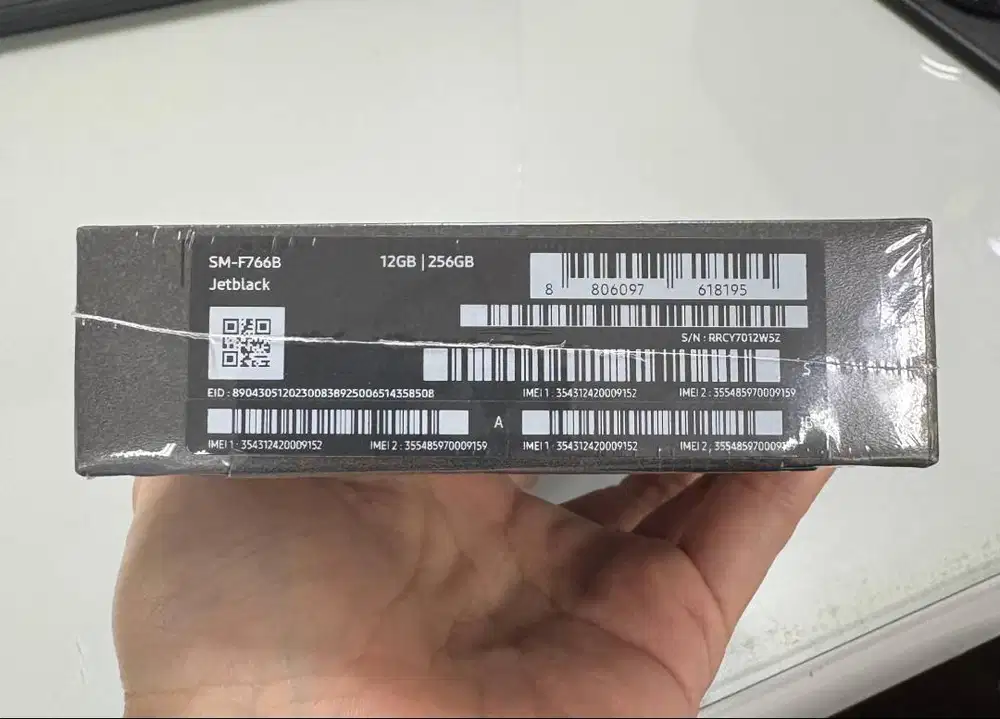 SM-F766B
12GB | 256GB
Jetblack
8 806097 618195
S/N : RRCY7012W5Z
S
IMEI 1 : 354312420009152 IMEI 2 : 355485970009159
EID : 89043051202300838925006514358508
A
IMEI 1 : 354312420009152 IMEI 2 : 355485970009159
IMEI 1 : 354312420009152 IMEI 2 : 355485970009159